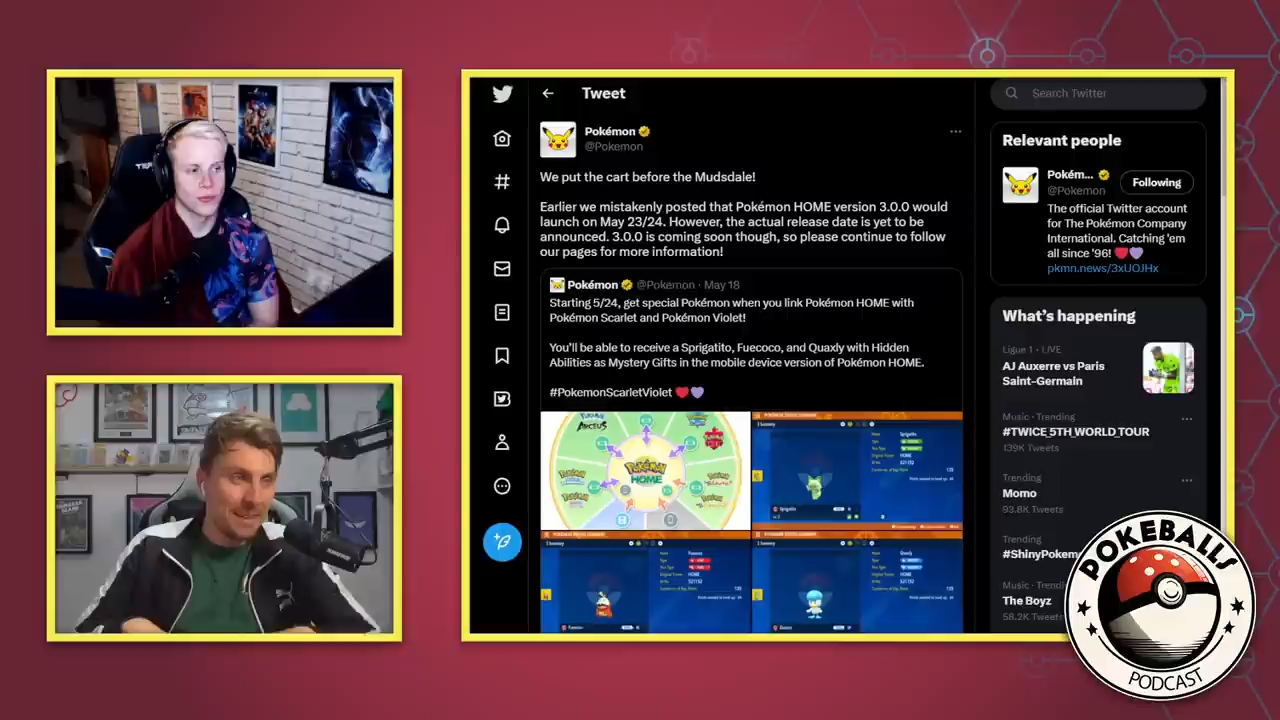 Tweet
Search Twitter
Pokémon
@Pokemon
We put the cart before the Mudsdale!
Earlier we mistakenly posted that Pokémon HOME version 3.0.0 would
launch on May 23/24. However, the actual release date is yet to be
announced. 3.0.0 is coming soon though, so please continue to follow
our pages for more information!
Pokémon @Pokemon · May 18
Starting 5/24, get special Pokémon when you link Pokémon HOME with
Pokémon Scarlet and Pokémon Violet!
You'll be able to receive a Sprigatito, Fuecoco, and Quaxly with Hidden
Abilities as Mystery Gifts in the mobile device version of Pokémon HOME.
#PokemonScarletViolet
POKÉMON
HOME
ARCEUS
Relevant people
Pokém...
@Pokemon
Following
The official Twitter account
for The Pokémon Company
International. Catching 'em
all since '96!
pkmn.news/3xUOJHx
What's happening
Ligue 1 · LIVE
AJ Auxerre vs Paris
Saint-Germain
Music · Trending
#TWICE_5TH_WORLD_TOUR
139K Tweets
Trending
Momo
93.8K Tweets
Trending
#ShinyPokem
Music · Trendi
The Boyz
58.2K Tweets
POKEBALLS
PODCAST